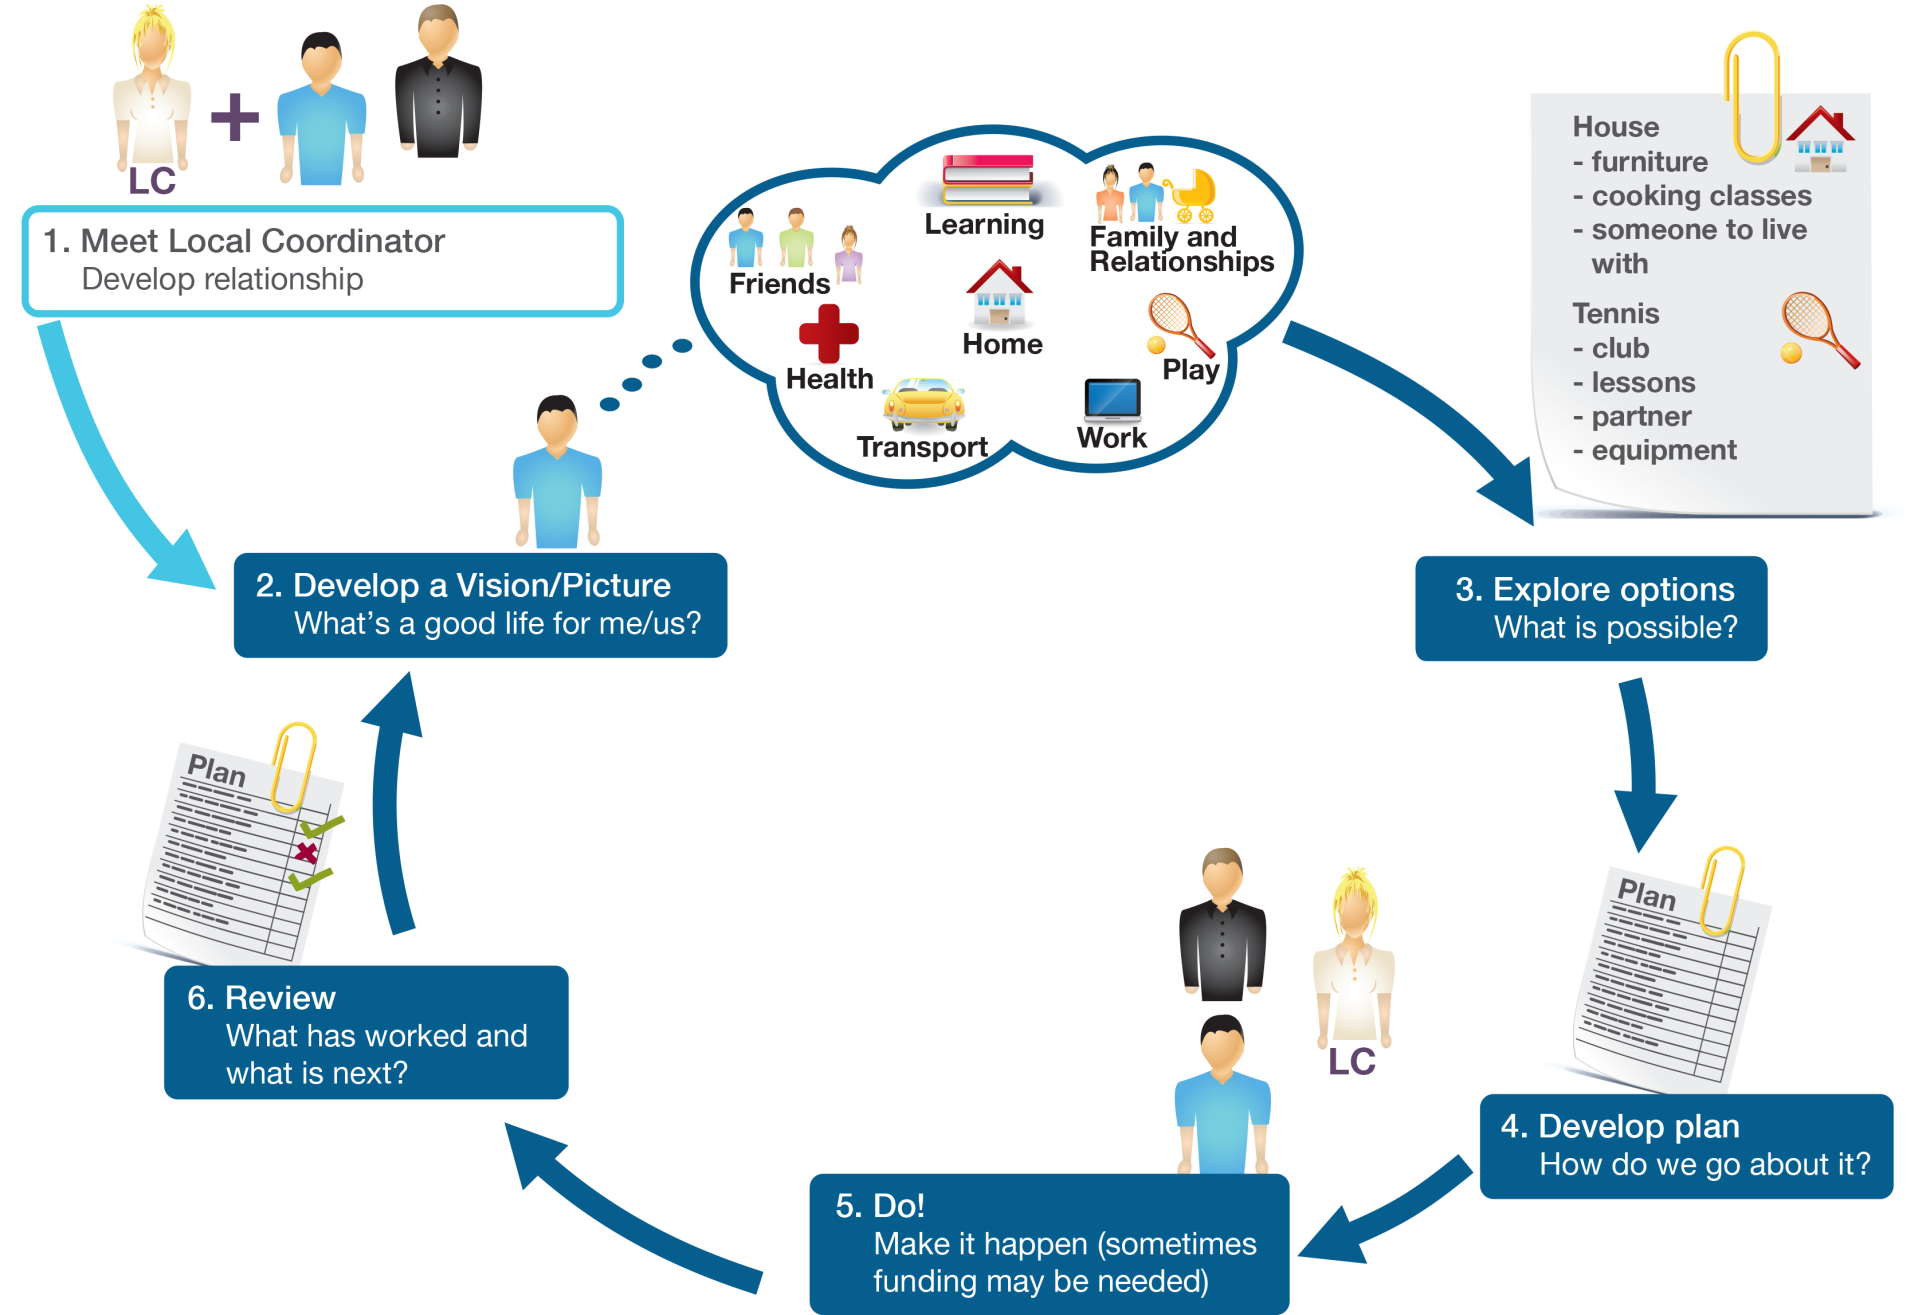 LC
1. Meet Local Coordinator
Develop relationship
Friends
Learning
Family and
Relationships
Home
Health
Play
Transport
Work
House
- furniture
- cooking classes
- someone to live
with
Tennis
- club
- lessons
- partner
- equipment
2. Develop a Vision/Picture
What's a good life for me/us?
3. Explore options
What is possible?
Plan
4. Develop plan
How do we go about it?
LC
5. Do!
Make it happen (sometimes
funding may be needed)
Plan
6. Review
What has worked and
what is next?